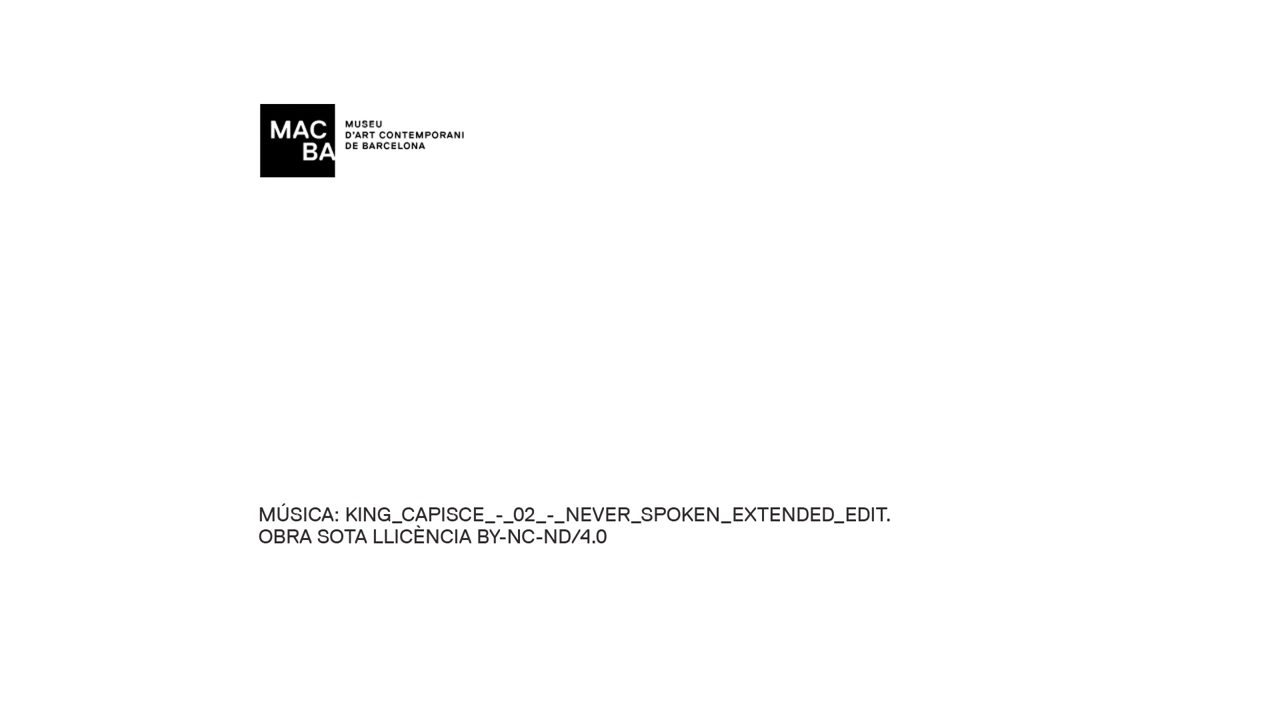 MAC
BA
MUSEU
D'ART CONTEMPORANI
DE BARCELONA
MÚSICA: KING_CAPISCE_-_02_-_NEVER_SPOKEN_EXTENDED_EDIT.
OBRA SOTA LLICÈNCIA BY-NC-ND/4.0